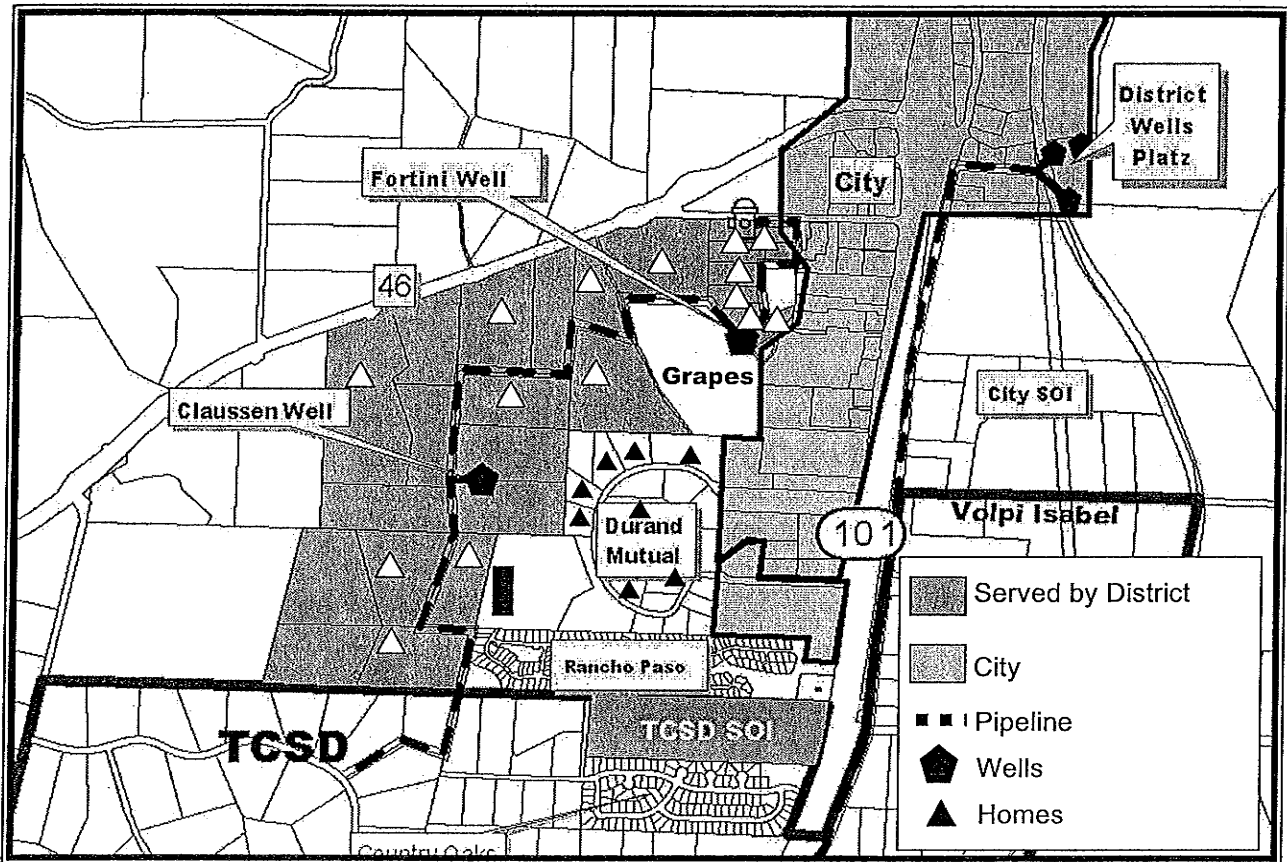 District
Wells
Platz
Fortini Well
City
46
Grapes
City SOI
Claussen Well
Durand
Mutual
101
Volpi Isabel
Served by District
City
Pipeline
Wells
Homes
Rancho Paso
TCSD SOI
TCSD
Country Oaks